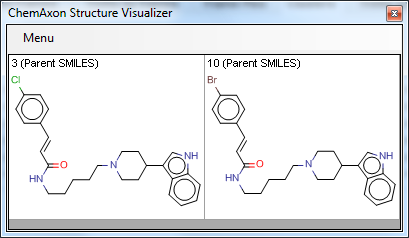 ChemAxon Structure Visualizer
Menu
3 (Parent SMILES)
10 (Parent SMILES)
Cl
Br
O
HN
N
NH
O
HN
N
NH